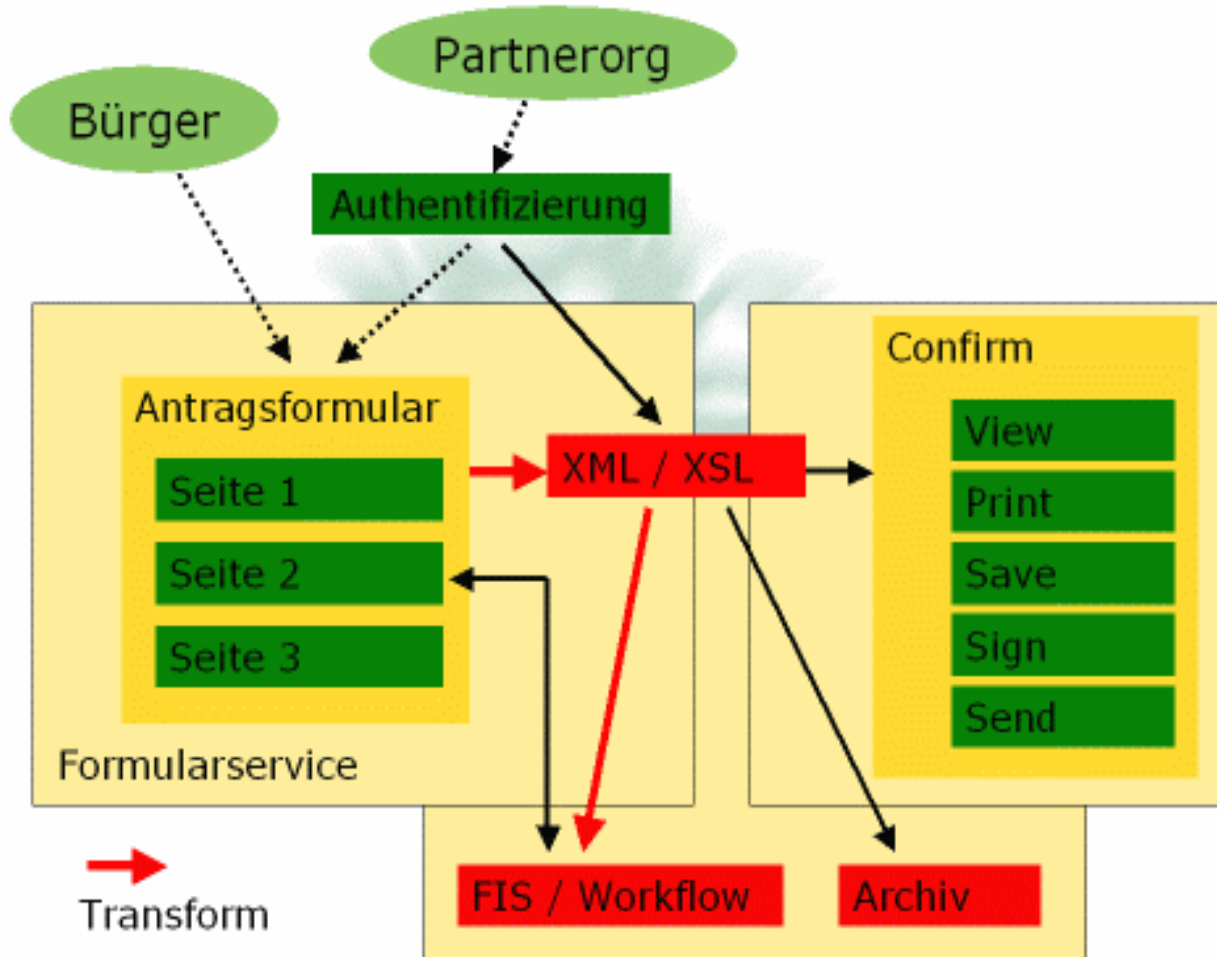 Partnerorg
Bürger
Authentifizierung
Antragsformular
Seite 1
Seite 2
Seite 3
Formularservice
XML / XSL
Confirm
View
Print
Save
Sign
Send
FIS / Workflow
Archiv
Transform